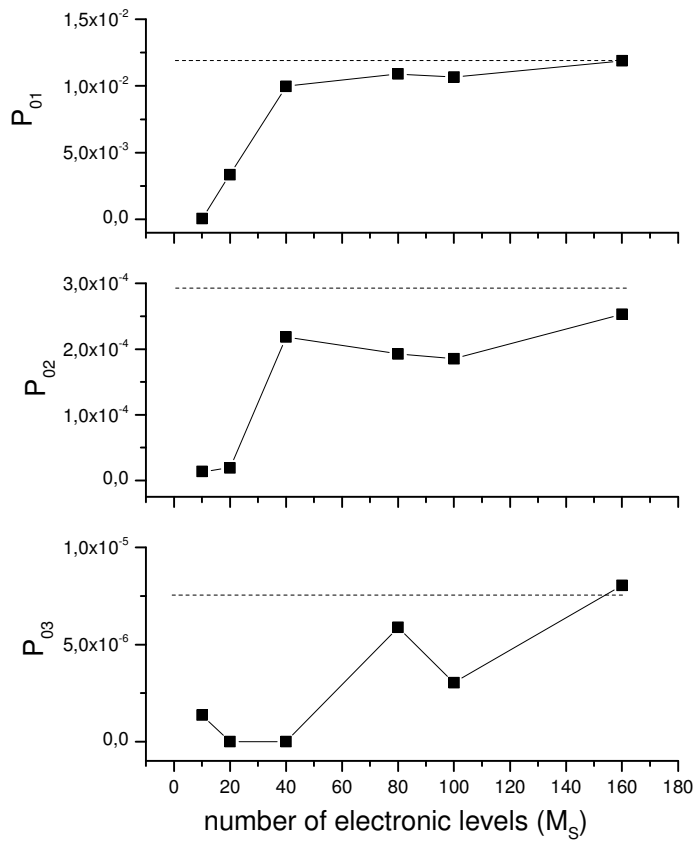 1,5x10⁻²
1,0x10⁻²
5,0x10⁻³
0,0
P₀₁
3,0x10⁻⁴
2,0x10⁻⁴
1,0x10⁻⁴
0,0
P₀₂
1,0x10⁻⁵
5,0x10⁻⁶
0,0
P₀₃
0 20 40 60 80 100 120 140 160 180
number of electronic levels (M_S)